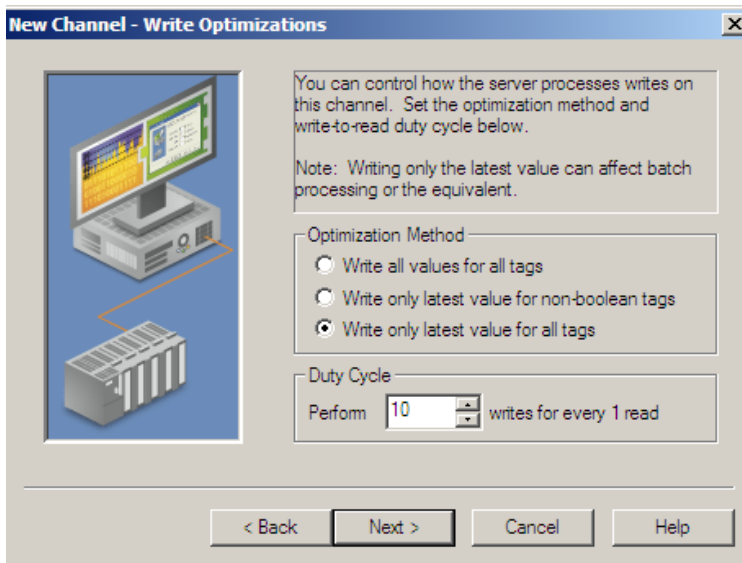 New Channel - Write Optimizations
You can control how the server processes writes on
this channel. Set the optimization method and
write-to-read duty cycle below.
Note: Writing only the latest value can affect batch
processing or the equivalent.
Optimization Method
Write all values for all tags
Write only latest value for non-boolean tags
Write only latest value for all tags
Duty Cycle
Perform 10 writes for every 1 read
< Back Next > Cancel Help